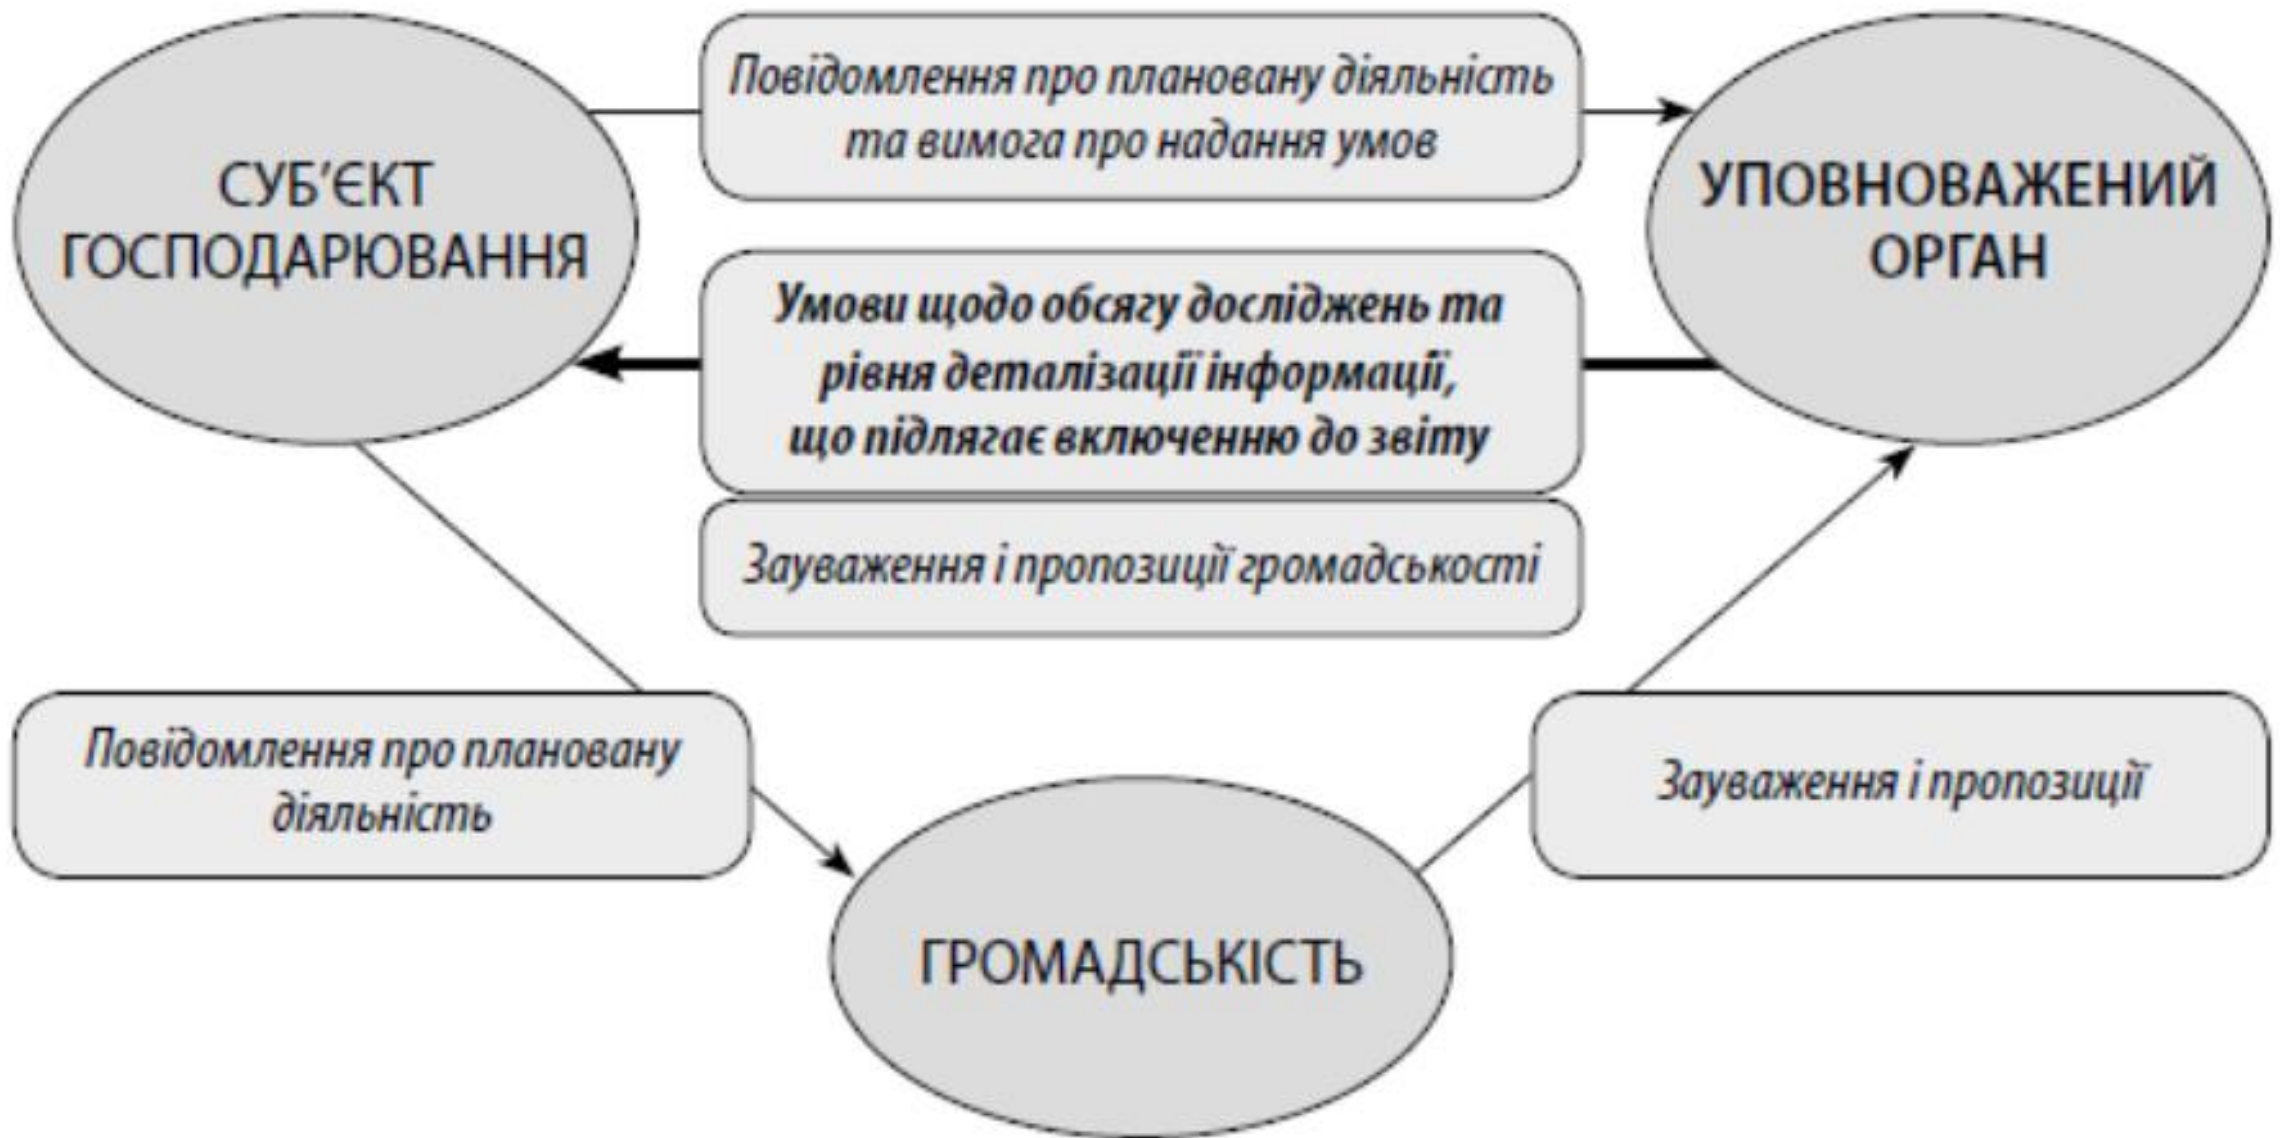 СУБ’ЄКТ
ГОСПОДАРЮВАННЯ
Повідомлення про плановану діяльність
та вимога про надання умов
УПОВНОВАЖЕНИЙ
ОРГАН
Умови щодо обсягу досліджень та
рівня деталізації інформації,
що підлягає включенню до звіту
Зауваження і пропозиції громадськості
Повідомлення про плановану
діяльність
Зауваження і пропозиції
ГРОМАДСЬКІСТЬ